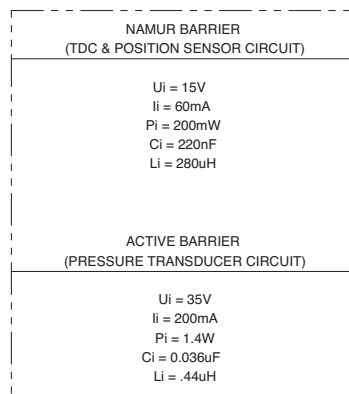 NAMUR BARRIER
(TDC & POSITION SENSOR CIRCUIT)
Ui = 15V
Ii = 60mA
Pi = 200mW
Ci = 220nF
Li = 280uH
ACTIVE BARRIER
(PRESSURE TRANSDUCER CIRCUIT)
Ui = 35V
Ii = 200mA
Pi = 1.4W
Ci = 0.036uF
Li = .44uH